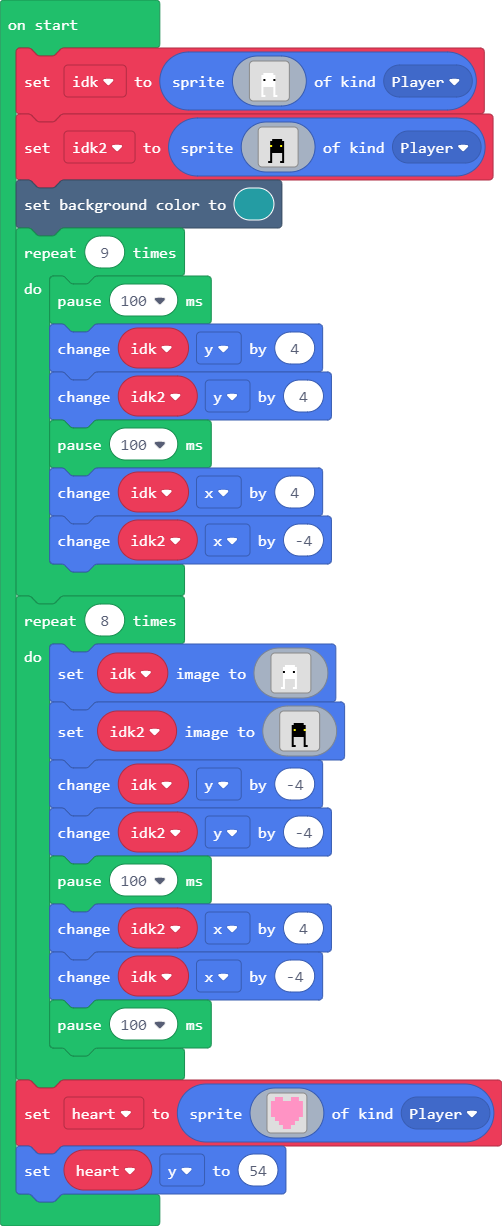 on start
set idk to sprite of kind Player
set idk2 to sprite of kind Player
set background color to
repeat 9 times
do
pause 100 ms
change idk y by 4
change idk2 y by 4
pause 100 ms
change idk x by 4
change idk2 x by -4
repeat 8 times
do
set idk image to
set idk2 image to
change idk y by -4
change idk2 y by -4
pause 100 ms
change idk2 x by 4
change idk x by -4
pause 100 ms
set heart to sprite of kind Player
set heart y to 54